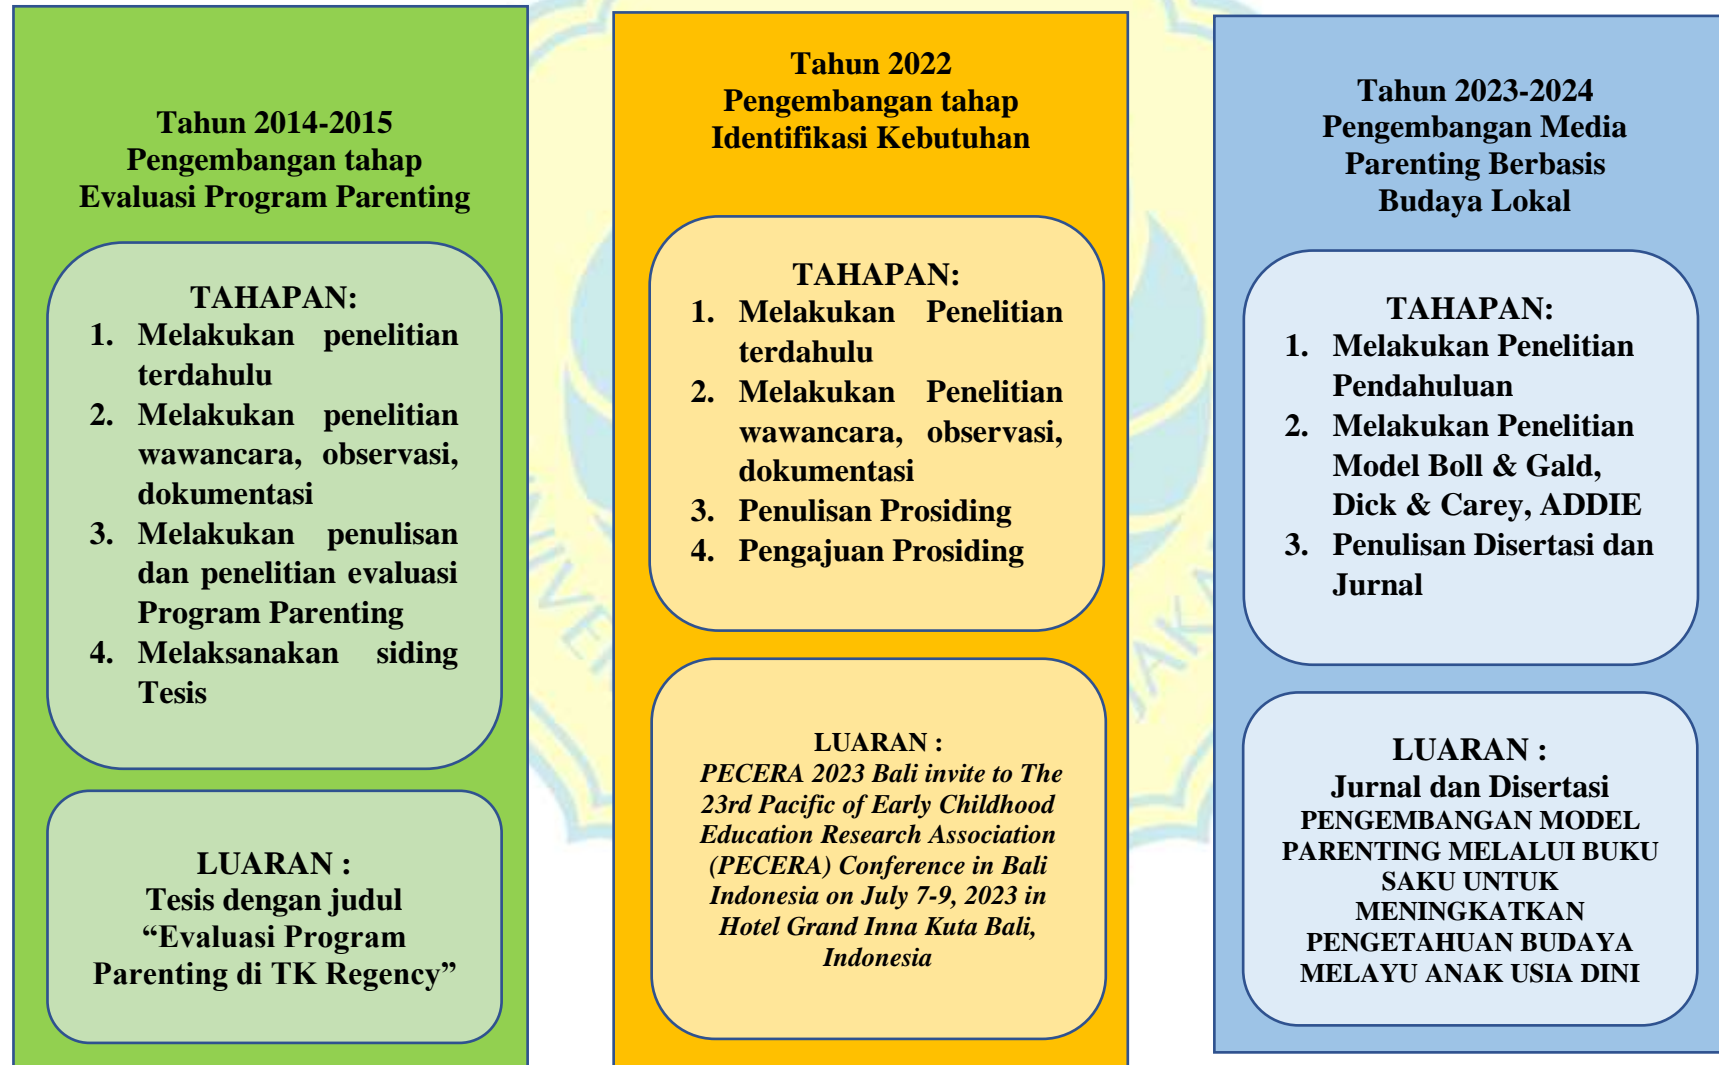 Tahun 2014-2015
Pengembangan tahap
Evaluasi Program Parenting
TAHAPAN:
1. Melakukan penelitian
terdahulu
2. Melakukan penelitian
wawancara, observasi,
dokumentasi
3. Melakukan penulisan
dan penelitian evaluasi
Program Parenting
4. Melaksanakan siding
Tesis
LUARAN :
Tesis dengan judul
“Evaluasi Program
Parenting di TK Regency”
Tahun 2022
Pengembangan tahap
Identifikasi Kebutuhan
TAHAPAN:
1. Melakukan Penelitian
terdahulu
2. Melakukan Penelitian
wawancara, observasi,
dokumentasi
3. Penulisan Prosiding
4. Pengajuan Prosiding
LUARAN :
PECERA 2023 Bali invite to The
23rd Pacific of Early Childhood
Education Research Association
(PECERA) Conference in Bali
Indonesia on July 7-9, 2023 in
Hotel Grand Inna Kuta Bali,
Indonesia
Tahun 2023-2024
Pengembangan Media
Parenting Berbasis
Budaya Lokal
TAHAPAN:
1. Melakukan Penelitian
Pendahuluan
2. Melakukan Penelitian
Model Boll & Gald,
Dick & Carey, ADDIE
3. Penulisan Disertasi dan
Jurnal
LUARAN :
Jurnal dan Disertasi
PENGEMBANGAN MODEL
PARENTING MELALUI BUKU
SAKU UNTUK
MENINGKATKAN
PENGETAHUAN BUDAYA
MELAYU ANAK USIA DINI